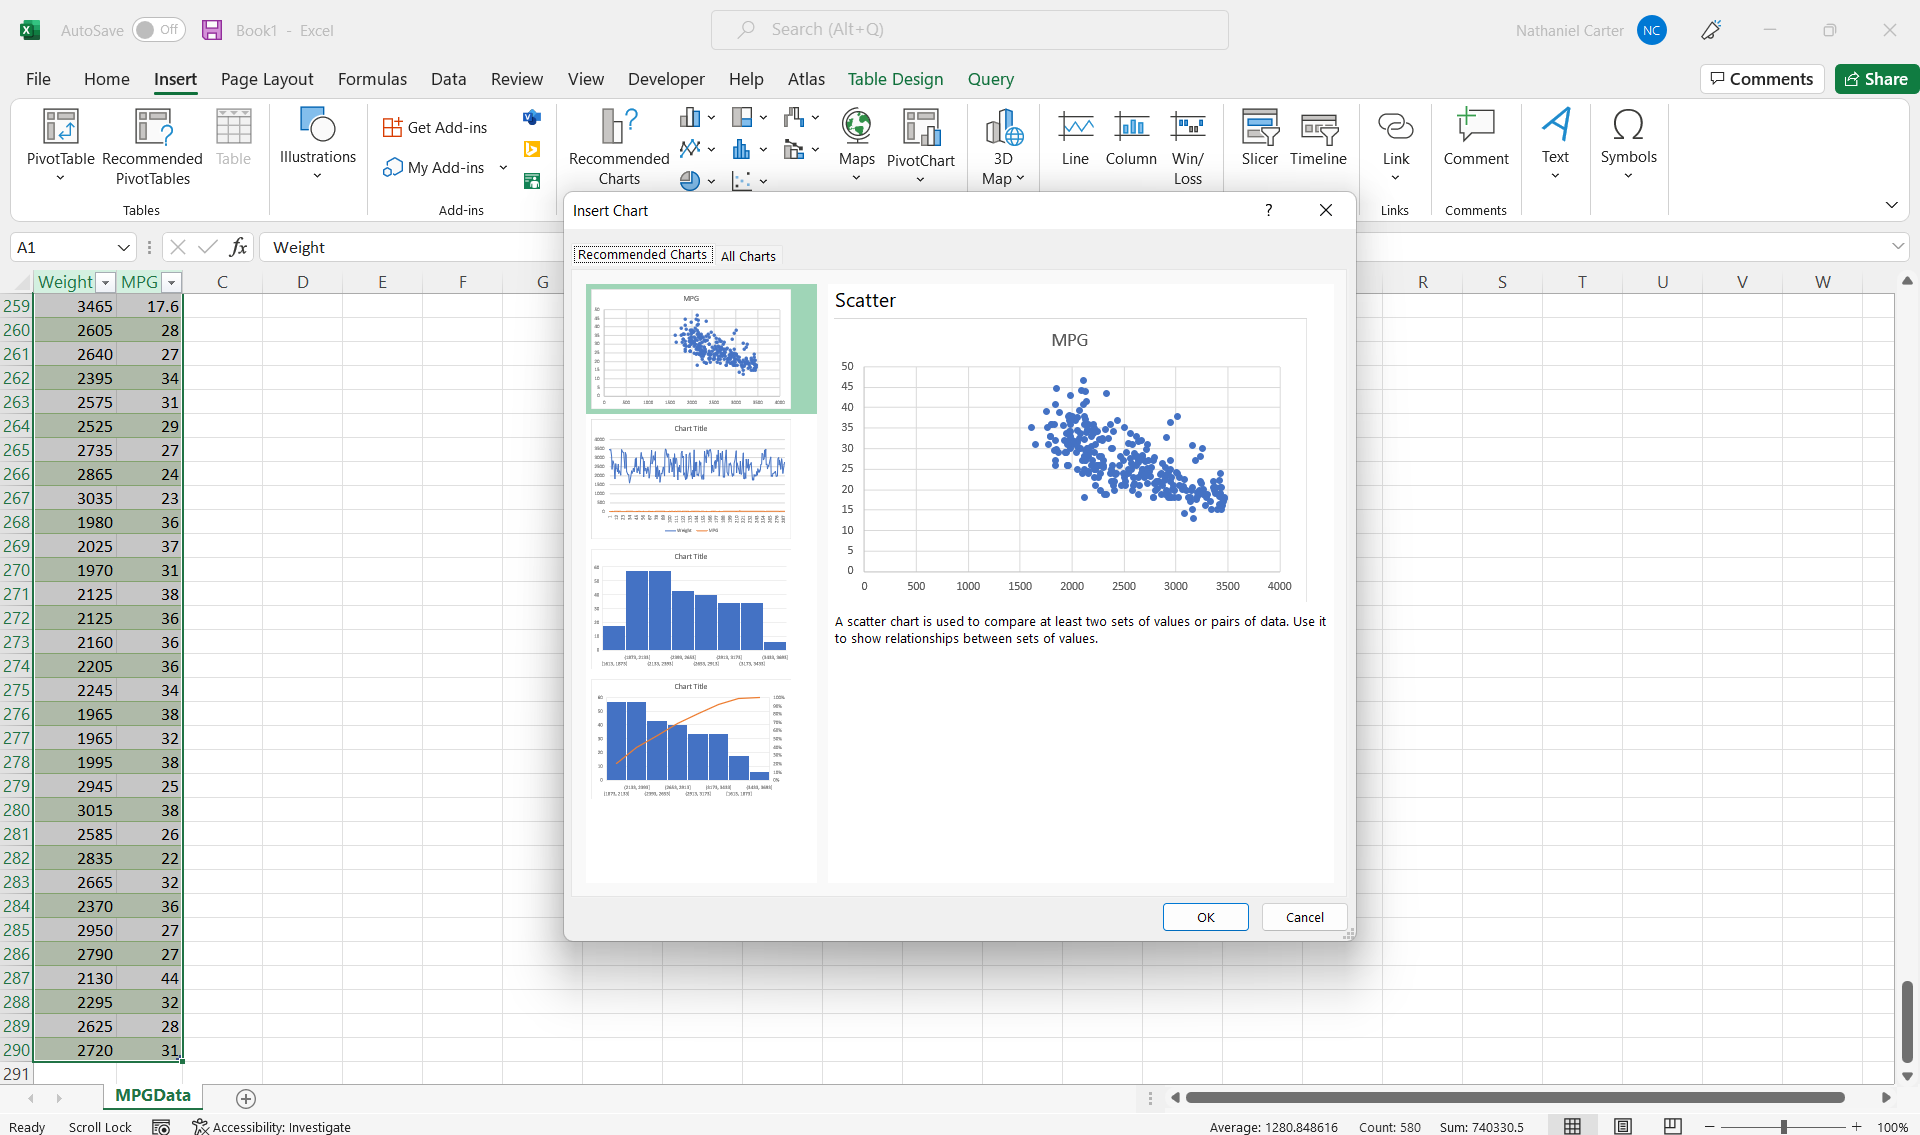 AutoSave Off Book1 - Excel Search (Alt+Q) Nathaniel Carter NC
File Home Insert Page Layout Formulas Data Review View Developer Help Atlas Table Design Query Comments Share
PivotTable Recommended PivotTables Table
Tables
Illustrations
Get Add-ins
My Add-ins
Add-ins
Recommended Charts
Maps PivotChart
3D Map
Line Column Win/Loss
Slicer Timeline
Link
Links
Comment
Comments
Text
Symbols
A1 fx Weight
Weight MPG C D E F G R S T U V W
259 3465 17.6
260 2605 28
261 2640 27
262 2395 34
263 2575 31
264 2525 29
265 2735 27
266 2865 24
267 3035 23
268 1980 36
269 2025 37
270 1970 31
271 2125 38
272 2125 36
273 2160 36
274 2205 36
275 2245 34
276 1965 38
277 1965 32
278 1995 38
279 2945 25
280 3015 38
281 2585 26
282 2835 22
283 2665 32
284 2370 36
285 2950 27
286 2790 27
287 2130 44
288 2295 32
289 2625 28
290 2720 31
291
Insert Chart ?
Recommended Charts All Charts
MPG
Chart Title
Weight MPG
Chart Title
Chart Title
Scatter
MPG
50
45
40
35
30
25
20
15
10
5
0
0 500 1000 1500 2000 2500 3000 3500 4000
A scatter chart is used to compare at least two sets of values or pairs of data. Use it
to show relationships between sets of values.
OK Cancel
MPGData
Ready Scroll Lock Accessibility: Investigate Average: 1280.848616 Count: 580 Sum: 740330.5 100%